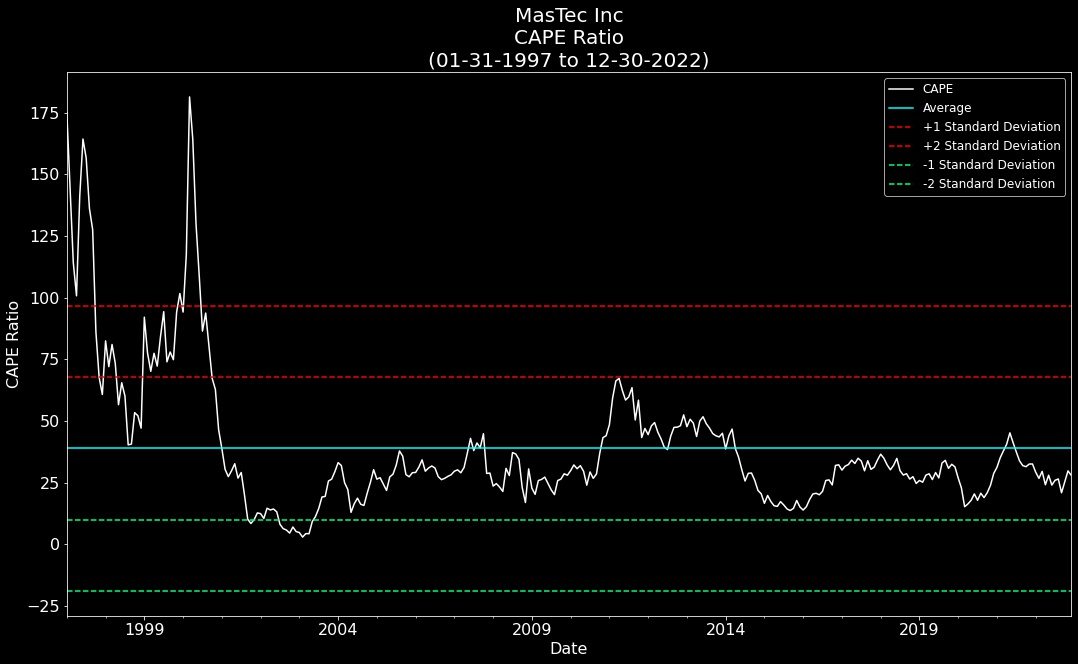 MasTec Inc
CAPE Ratio
(01-31-1997 to 12-30-2022)
CAPE
Average
+1 Standard Deviation
+2 Standard Deviation
-1 Standard Deviation
-2 Standard Deviation
CAPE Ratio
175
150
125
100
75
50
25
0
−25
1999
2004
2009
2014
2019
Date